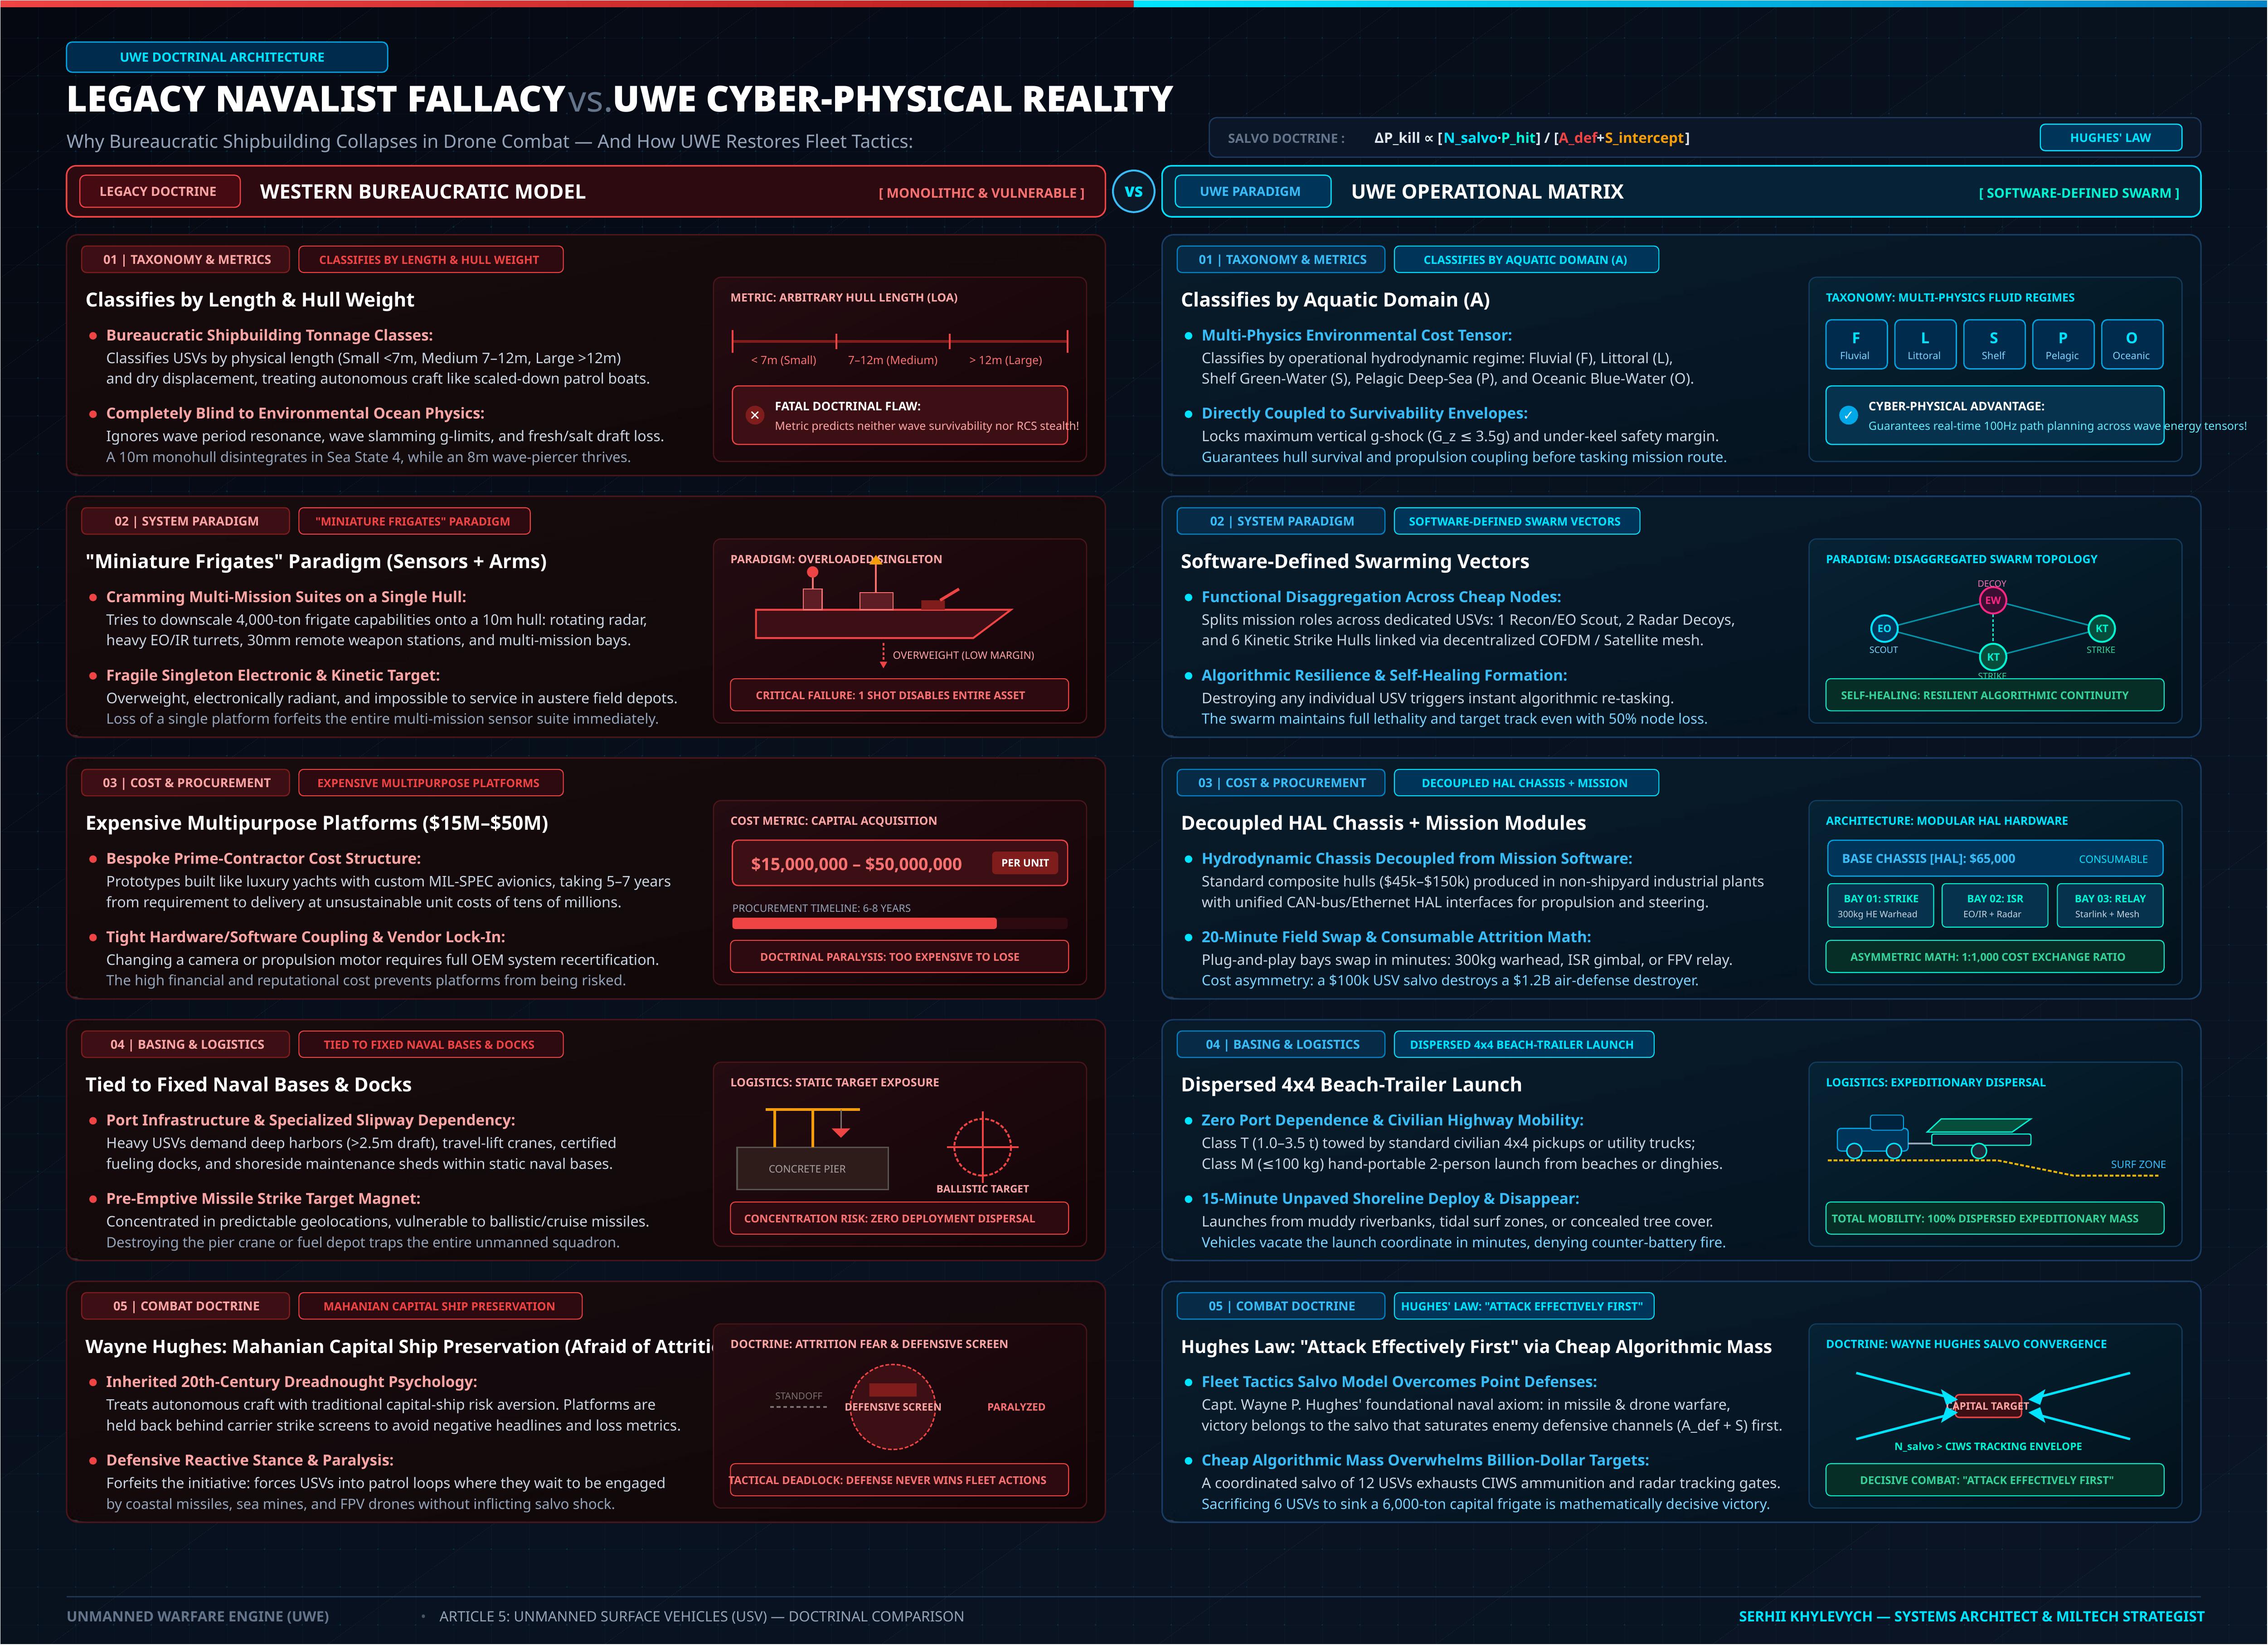 UWE DOCTRINAL ARCHITECTURE
LEGACY NAVALIST FALLACY vs. UWE CYBER-PHYSICAL REALITY
Why Bureaucratic Shipbuilding Collapses in Drone Combat — And How UWE Restores Fleet Tactics:
SALVO DOCTRINE : ΔP_kill ∝ [N_salvo·P_hit] / [A_def+S_intercept] HUGHES' LAW
LEGACY DOCTRINE WESTERN BUREAUCRATIC MODEL [ MONOLITHIC & VULNERABLE ]
VS
UWE PARADIGM UWE OPERATIONAL MATRIX [ SOFTWARE-DEFINED SWARM ]
01 | TAXONOMY & METRICS CLASSIFIES BY LENGTH & HULL WEIGHT
Classifies by Length & Hull Weight
Bureaucratic Shipbuilding Tonnage Classes:
Classifies USVs by physical length (Small <7m, Medium 7–12m, Large >12m)
and dry displacement, treating autonomous craft like scaled-down patrol boats.
Completely Blind to Environmental Ocean Physics:
Ignores wave period resonance, wave slamming g-limits, and fresh/salt draft loss.
A 10m monohull disintegrates in Sea State 4, while an 8m wave-piercer thrives.
METRIC: ARBITRARY HULL LENGTH (LOA)
< 7m (Small) 7–12m (Medium) > 12m (Large)
✕ FATAL DOCTRINAL FLAW:
Metric predicts neither wave survivability nor RCS stealth!
01 | TAXONOMY & METRICS CLASSIFIES BY AQUATIC DOMAIN (A)
Classifies by Aquatic Domain (A)
Multi-Physics Environmental Cost Tensor:
Classifies by operational hydrodynamic regime: Fluvial (F), Littoral (L),
Shelf Green-Water (S), Pelagic Deep-Sea (P), and Oceanic Blue-Water (O).
Directly Coupled to Survivability Envelopes:
Locks maximum vertical g-shock (G_z ≤ 3.5g) and under-keel safety margin.
Guarantees hull survival and propulsion coupling before tasking mission route.
TAXONOMY: MULTI-PHYSICS FLUID REGIMES
F L S P O
Fluvial Littoral Shelf Pelagic Oceanic
✓ CYBER-PHYSICAL ADVANTAGE:
Guarantees real-time 100Hz path planning across wave energy tensors!
02 | SYSTEM PARADIGM "MINIATURE FRIGATES" PARADIGM
"Miniature Frigates" Paradigm (Sensors + Arms)
Cramming Multi-Mission Suites on a Single Hull:
Tries to downscale 4,000-ton frigate capabilities onto a 10m hull: rotating radar,
heavy EO/IR turrets, 30mm remote weapon stations, and multi-mission bays.
Fragile Singleton Electronic & Kinetic Target:
Overweight, electronically radiant, and impossible to service in austere field depots.
Loss of a single platform forfeits the entire multi-mission sensor suite immediately.
PARADIGM: OVERLOADED SINGLETON
OVERWEIGHT (LOW MARGIN)
CRITICAL FAILURE: 1 SHOT DISABLES ENTIRE ASSET
02 | SYSTEM PARADIGM SOFTWARE-DEFINED SWARM VECTORS
Software-Defined Swarming Vectors
Functional Disaggregation Across Cheap Nodes:
Splits mission roles across dedicated USVs: 1 Recon/EO Scout, 2 Radar Decoys,
and 6 Kinetic Strike Hulls linked via decentralized COFDM / Satellite mesh.
Algorithmic Resilience & Self-Healing Formation:
Destroying any individual USV triggers instant algorithmic re-tasking.
The swarm maintains full lethality and target track even with 50% node loss.
PARADIGM: DISAGGREGATED SWARM TOPOLOGY
DECOY
EW
EO KT
SCOUT STRIKE
KT
STRIKE
SELF-HEALING: RESILIENT ALGORITHMIC CONTINUITY
03 | COST & PROCUREMENT EXPENSIVE MULTIPURPOSE PLATFORMS
Expensive Multipurpose Platforms ($15M–$50M)
Bespoke Prime-Contractor Cost Structure:
Prototypes built like luxury yachts with custom MIL-SPEC avionics, taking 5–7 years
from requirement to delivery at unsustainable unit costs of tens of millions.
Tight Hardware/Software Coupling & Vendor Lock-In:
Changing a camera or propulsion motor requires full OEM system recertification.
The high financial and reputational cost prevents platforms from being risked.
COST METRIC: CAPITAL ACQUISITION
$15,000,000 – $50,000,000 PER UNIT
PROCUREMENT TIMELINE: 6-8 YEARS
DOCTRINAL PARALYSIS: TOO EXPENSIVE TO LOSE
03 | COST & PROCUREMENT DECOUPLED HAL CHASSIS + MISSION
Decoupled HAL Chassis + Mission Modules
Hydrodynamic Chassis Decoupled from Mission Software:
Standard composite hulls ($45k–$150k) produced in non-shipyard industrial plants
with unified CAN-bus/Ethernet HAL interfaces for propulsion and steering.
20-Minute Field Swap & Consumable Attrition Math:
Plug-and-play bays swap in minutes: 300kg warhead, ISR gimbal, or FPV relay.
Cost asymmetry: a $100k USV salvo destroys a $1.2B air-defense destroyer.
ARCHITECTURE: MODULAR HAL HARDWARE
BASE CHASSIS [HAL]: $65,000 CONSUMABLE
BAY 01: STRIKE BAY 02: ISR BAY 03: RELAY
300kg HE Warhead EO/IR + Radar Starlink + Mesh
ASYMMETRIC MATH: 1:1,000 COST EXCHANGE RATIO
04 | BASING & LOGISTICS TIED TO FIXED NAVAL BASES & DOCKS
Tied to Fixed Naval Bases & Docks
Port Infrastructure & Specialized Slipway Dependency:
Heavy USVs demand deep harbors (>2.5m draft), travel-lift cranes, certified
fueling docks, and shoreside maintenance sheds within static naval bases.
Pre-Emptive Missile Strike Target Magnet:
Concentrated in predictable geolocations, vulnerable to ballistic/cruise missiles.
Destroying the pier crane or fuel depot traps the entire unmanned squadron.
LOGISTICS: STATIC TARGET EXPOSURE
CONCRETE PIER
BALLISTIC TARGET
CONCENTRATION RISK: ZERO DEPLOYMENT DISPERSAL
04 | BASING & LOGISTICS DISPERSED 4x4 BEACH-TRAILER LAUNCH
Dispersed 4x4 Beach-Trailer Launch
Zero Port Dependence & Civilian Highway Mobility:
Class T (1.0–3.5 t) towed by standard civilian 4x4 pickups or utility trucks;
Class M (≤100 kg) hand-portable 2-person launch from beaches or dinghies.
15-Minute Unpaved Shoreline Deploy & Disappear:
Launches from muddy riverbanks, tidal surf zones, or concealed tree cover.
Vehicles vacate the launch coordinate in minutes, denying counter-battery fire.
LOGISTICS: EXPEDITIONARY DISPERSAL
SURF ZONE
TOTAL MOBILITY: 100% DISPERSED EXPEDITIONARY MASS
05 | COMBAT DOCTRINE MAHANIAN CAPITAL SHIP PRESERVATION
Wayne Hughes: Mahanian Capital Ship Preservation (Afraid of Attriti
Inherited 20th-Century Dreadnought Psychology:
Treats autonomous craft with traditional capital-ship risk aversion. Platforms are
held back behind carrier strike screens to avoid negative headlines and loss metrics.
Defensive Reactive Stance & Paralysis:
Forfeits the initiative: forces USVs into patrol loops where they wait to be engaged
by coastal missiles, sea mines, and FPV drones without inflicting salvo shock.
DOCTRINE: ATTRITION FEAR & DEFENSIVE SCREEN
STANDOFF
DEFENSIVE SCREEN PARALYZED
TACTICAL DEADLOCK: DEFENSE NEVER WINS FLEET ACTIONS
05 | COMBAT DOCTRINE HUGHES' LAW: "ATTACK EFFECTIVELY FIRST"
Hughes Law: "Attack Effectively First" via Cheap Algorithmic Mass
Fleet Tactics Salvo Model Overcomes Point Defenses:
Capt. Wayne P. Hughes' foundational naval axiom: in missile & drone warfare,
victory belongs to the salvo that saturates enemy defensive channels (A_def + S) first.
Cheap Algorithmic Mass Overwhelms Billion-Dollar Targets:
A coordinated salvo of 12 USVs exhausts CIWS ammunition and radar tracking gates.
Sacrificing 6 USVs to sink a 6,000-ton capital frigate is mathematically decisive victory.
DOCTRINE: WAYNE HUGHES SALVO CONVERGENCE
CAPITAL TARGET
N_salvo > CIWS TRACKING ENVELOPE
DECISIVE COMBAT: "ATTACK EFFECTIVELY FIRST"
UNMANNED WARFARE ENGINE (UWE) • ARTICLE 5: UNMANNED SURFACE VEHICLES (USV) — DOCTRINAL COMPARISON
SERHII KHYLEVYCH — SYSTEMS ARCHITECT & MILTECH STRATEGIST